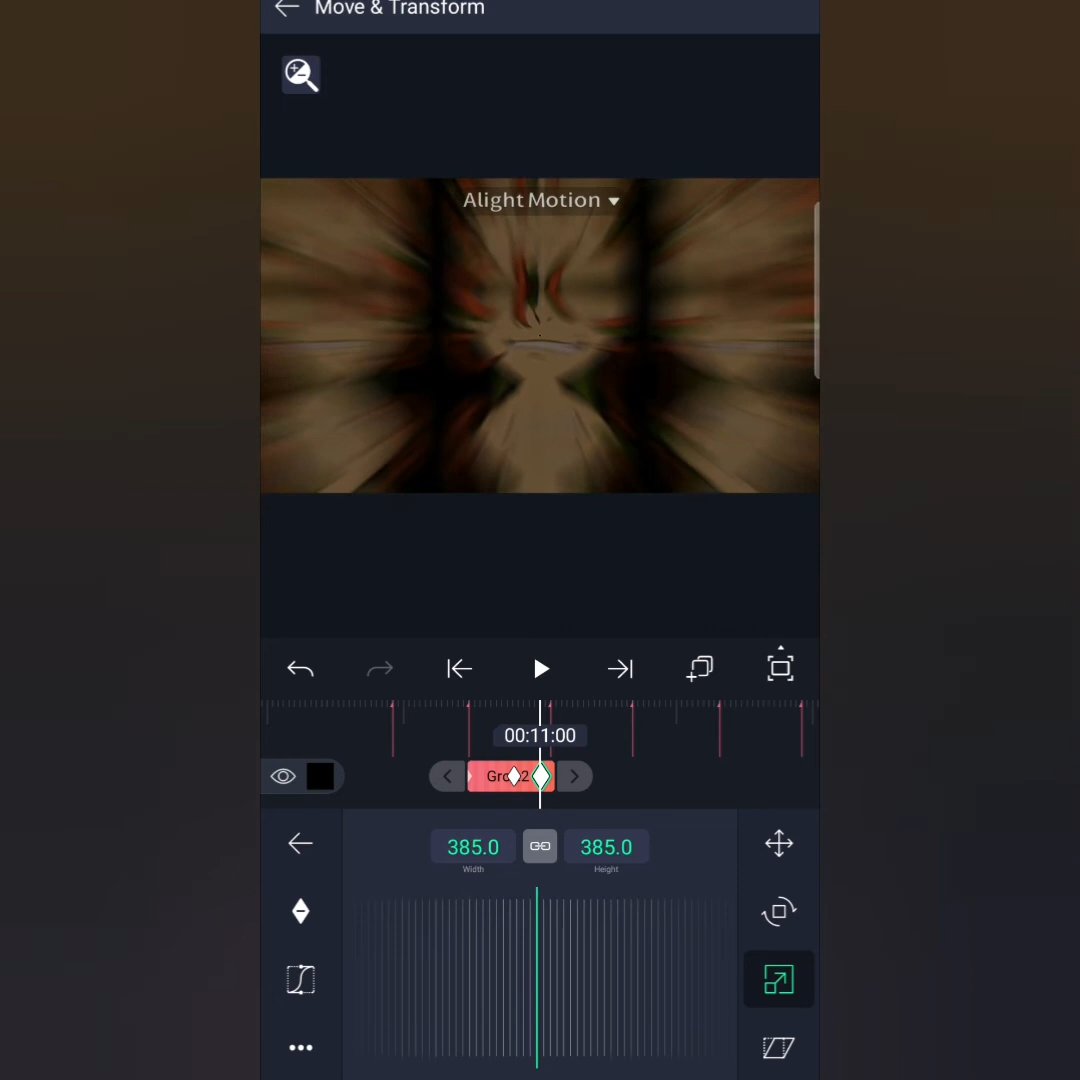 Move & Transform
Alight Motion
00:11:00
385.0
385.0
Width
Height